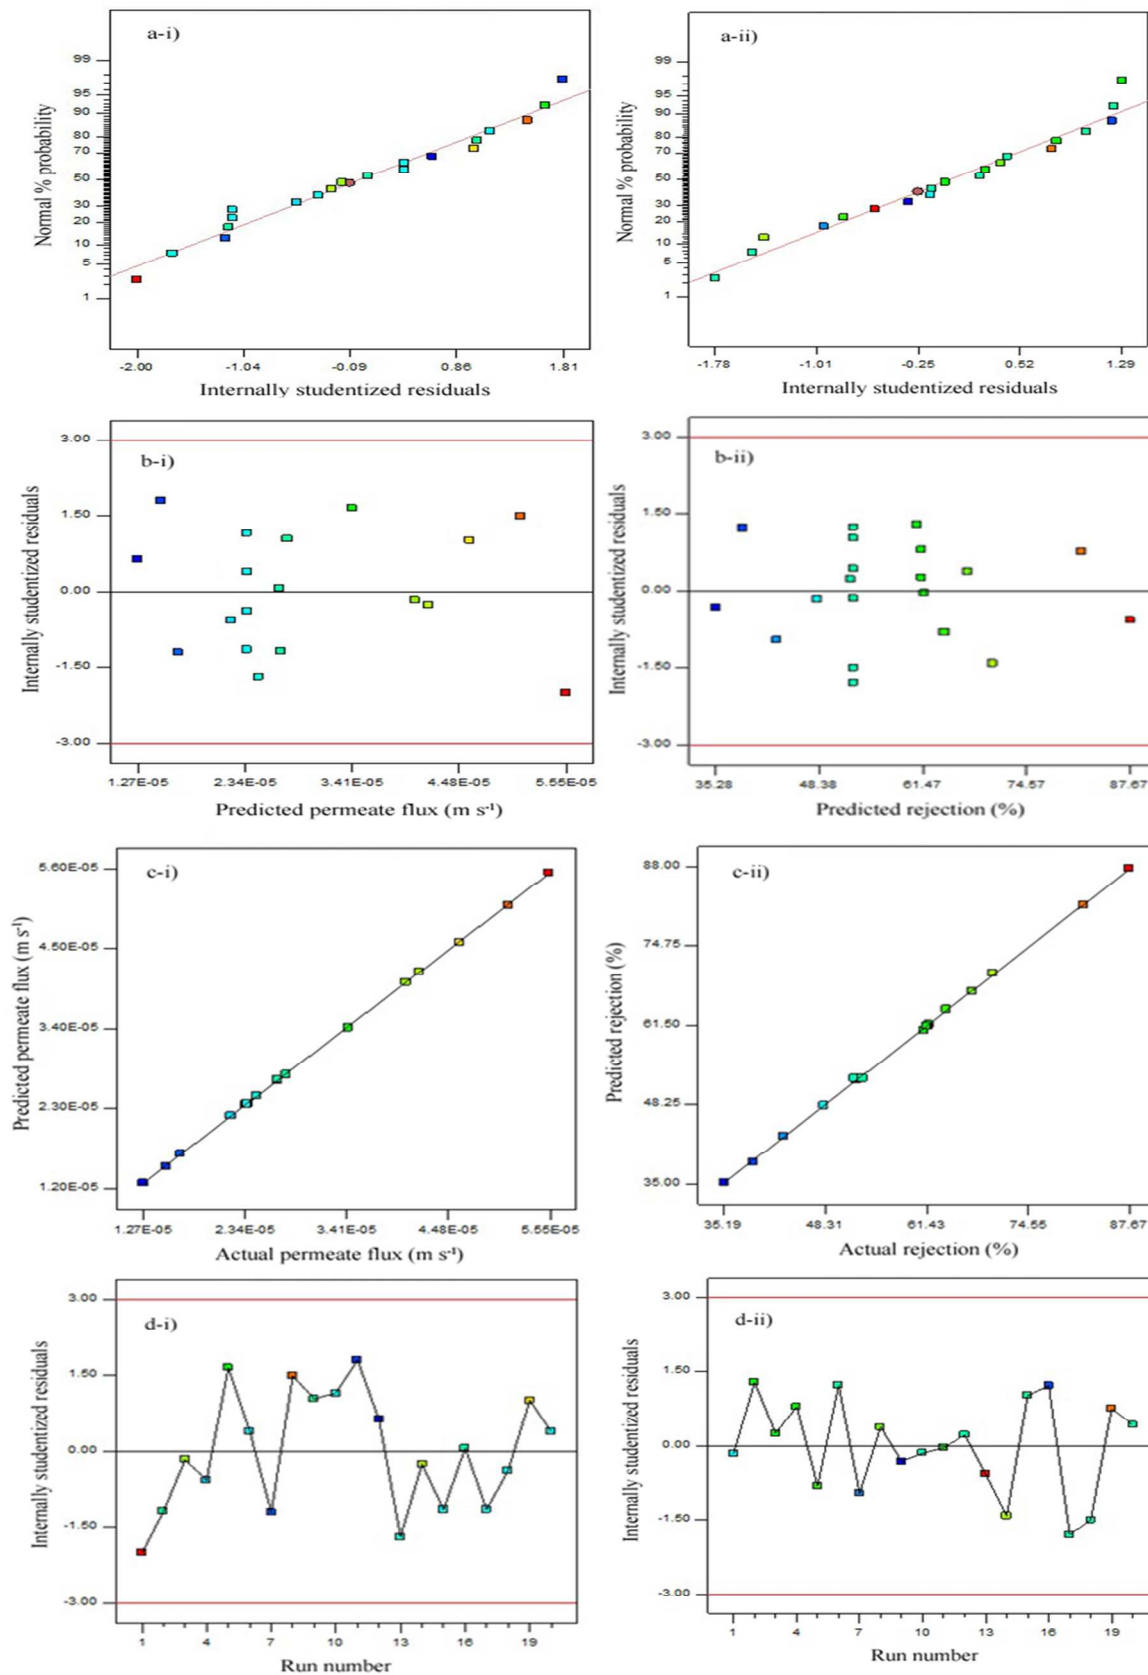 a-i)
99
95
90
80
70
50
30
20
10
5
1
Normal % probability
-2.00 -1.04 -0.09 0.86 1.81
Internally studentized residuals
a-ii)
99
95
90
80
70
50
30
20
10
5
1
Normal % probability
-1.78 -1.01 -0.25 0.52 1.29
Internally studentized residuals
b-i)
3.00
1.50
0.00
-1.50
-3.00
Internally studentized residuals
1.27E-05 2.34E-05 3.41E-05 4.48E-05 5.55E-05
Predicted permeate flux (m s⁻¹)
b-ii)
3.00
1.50
0.00
-1.50
-3.00
Internally studentized residuals
35.28 48.38 61.47 74.57 87.67
Predicted rejection (%)
c-i)
5.60E-05
4.50E-05
3.40E-05
2.30E-05
1.20E-05
Predicted permeate flux (m s⁻¹)
1.27E-05 2.34E-05 3.41E-05 4.48E-05 5.55E-05
Actual permeate flux (m s⁻¹)
c-ii)
88.00
74.75
61.50
48.25
35.00
Predicted rejection (%)
35.19 48.31 61.43 74.55 87.67
Actual rejection (%)
d-i)
3.00
1.50
0.00
-1.50
-3.00
Internally studentized residuals
1 4 7 10 13 16 19
Run number
d-ii)
3.00
1.50
0.00
-1.50
-3.00
Internally studentized residuals
1 4 7 10 13 16 19
Run number